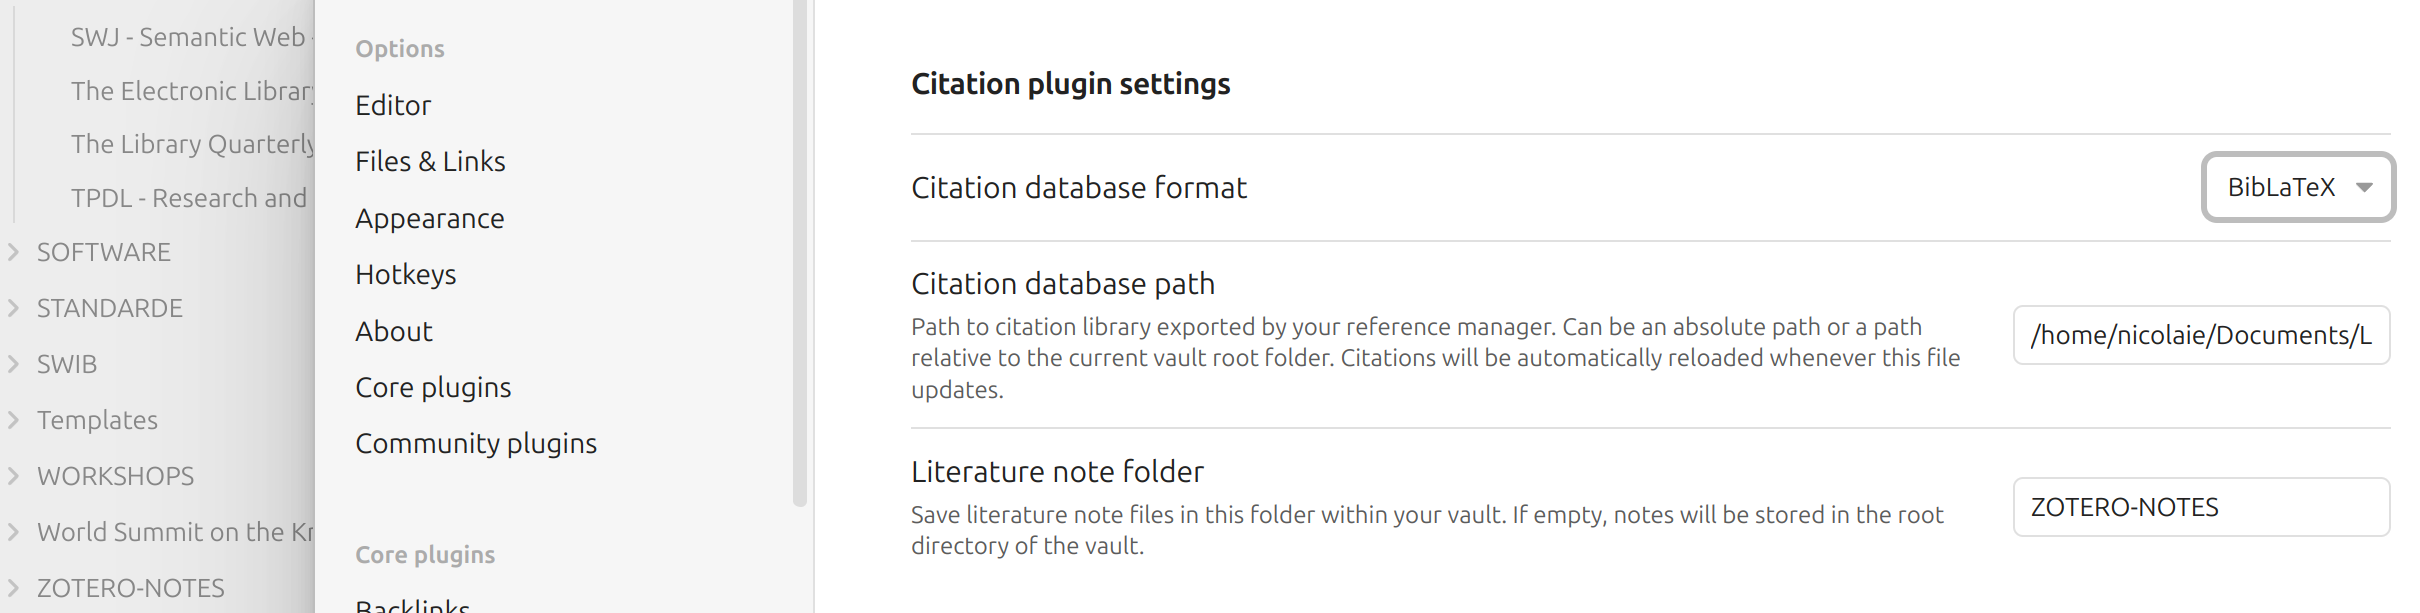 SWJ - Semantic Web -
The Electronic Library
The Library Quarterly
TPDL - Research and
SOFTWARE
STANDARDE
SWIB
Templates
WORKSHOPS
World Summit on the Kn
ZOTERO-NOTES
Options
Editor
Files & Links
Appearance
Hotkeys
About
Core plugins
Community plugins
Core plugins
Backlinks
Citation plugin settings
Citation database format
BibLaTeX
Citation database path
Path to citation library exported by your reference manager. Can be an absolute path or a path
relative to the current vault root folder. Citations will be automatically reloaded whenever this file
updates.
/home/nicolaie/Documents/L
Literature note folder
Save literature note files in this folder within your vault. If empty, notes will be stored in the root
directory of the vault.
ZOTERO-NOTES